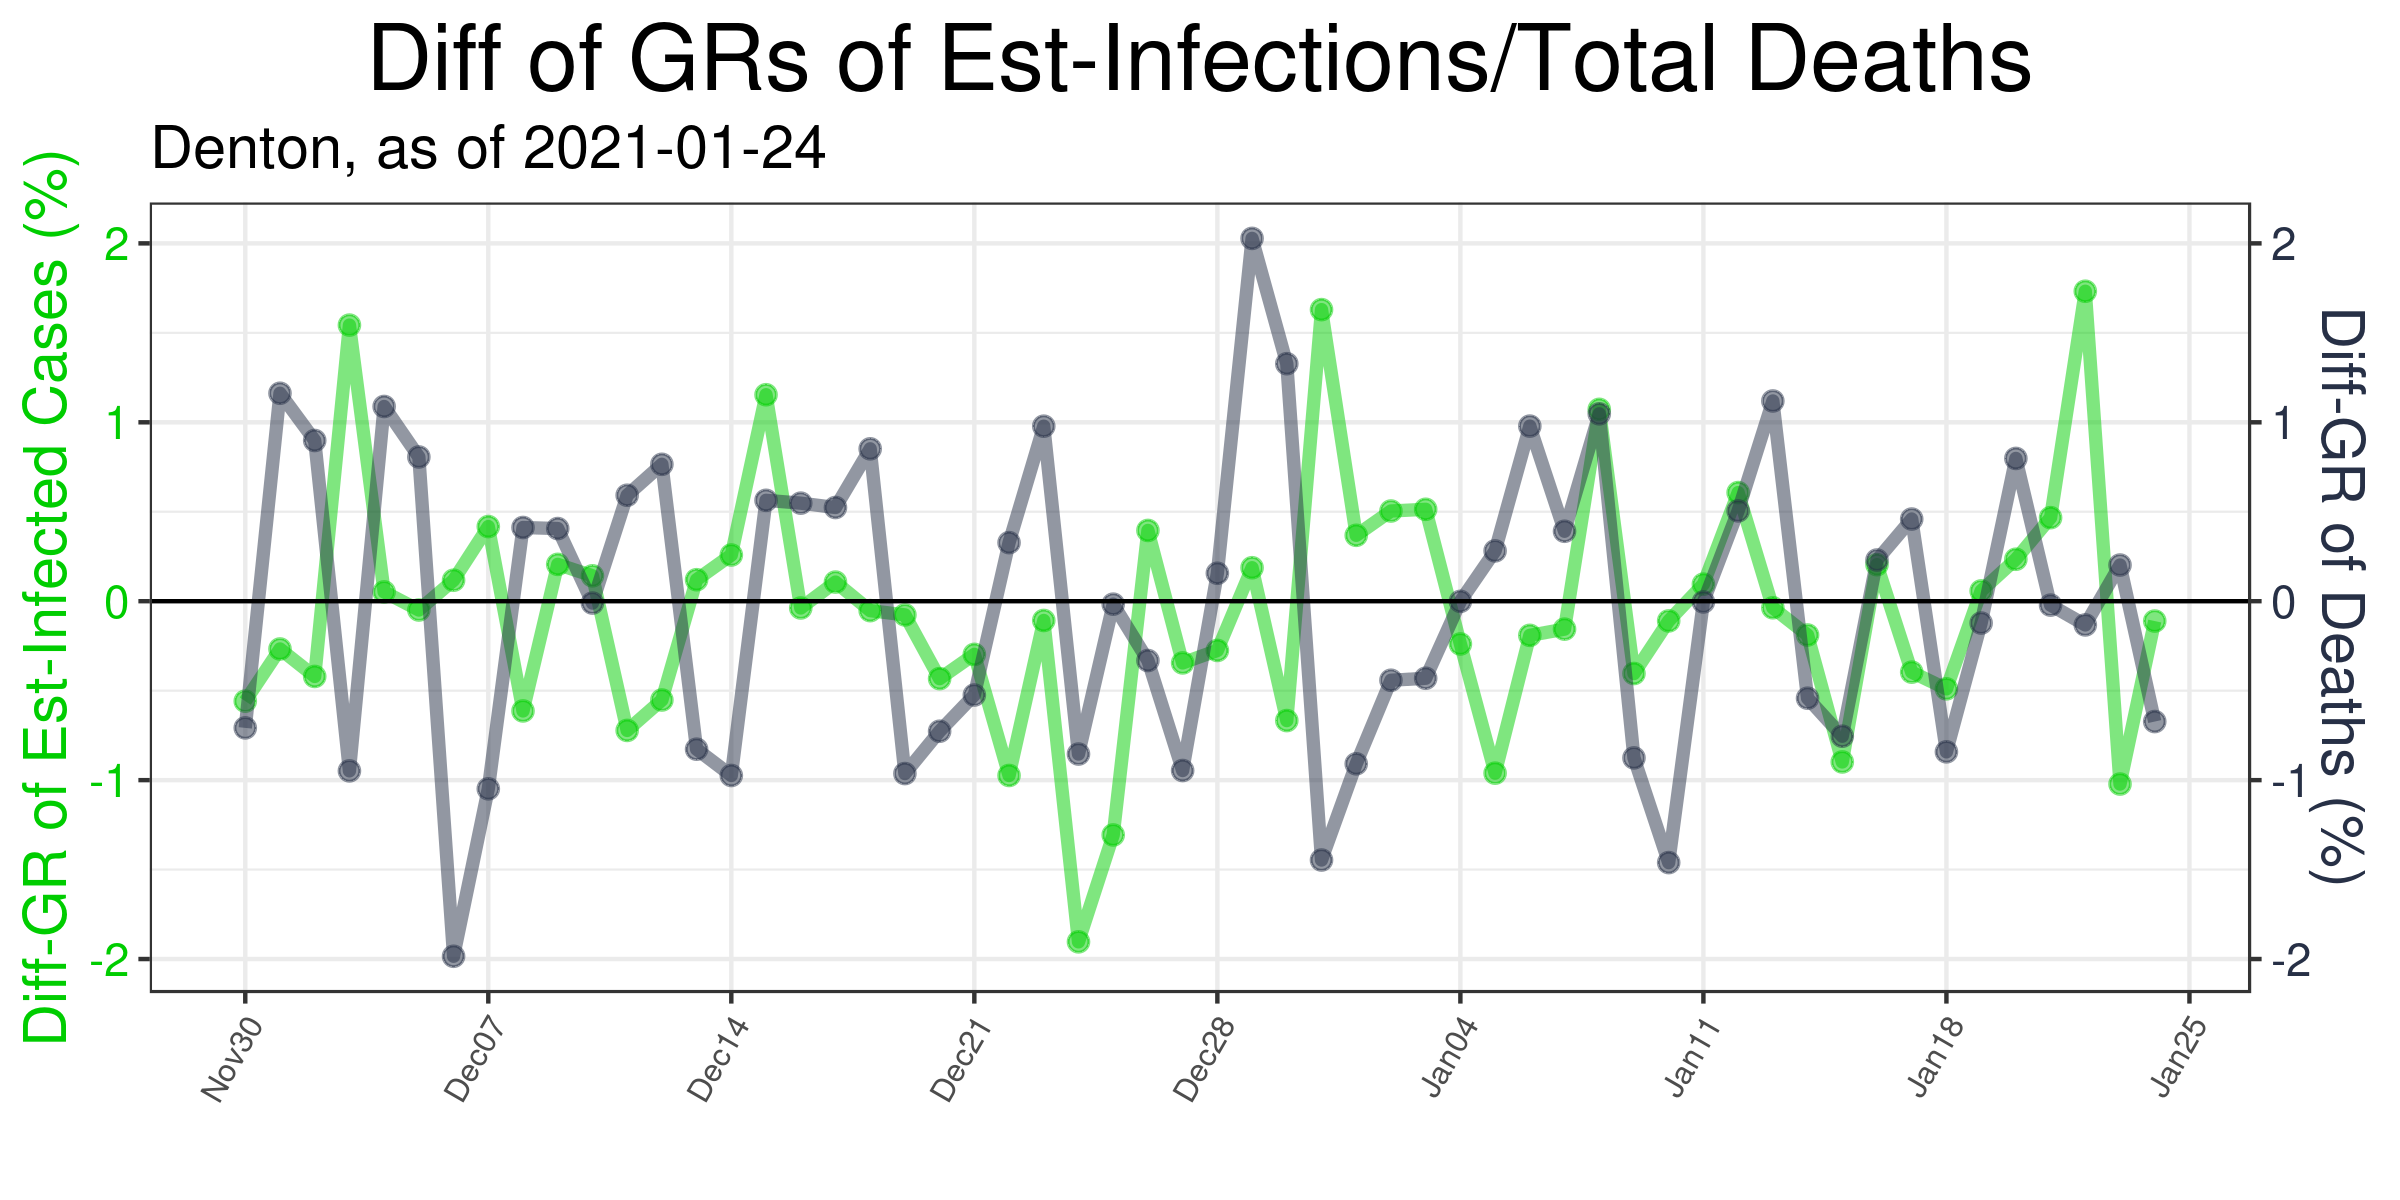 Diff of GRs of Est-Infections/Total Deaths
Denton, as of 2021-01-24
Diff-GR of Est-Infected Cases (%)
2
1
0
-1
-2
2
1
0
-1
-2
Diff-GR of Deaths (%)
Nov30
Dec07
Dec14
Dec21
Dec28
Jan04
Jan11
Jan18
Jan25